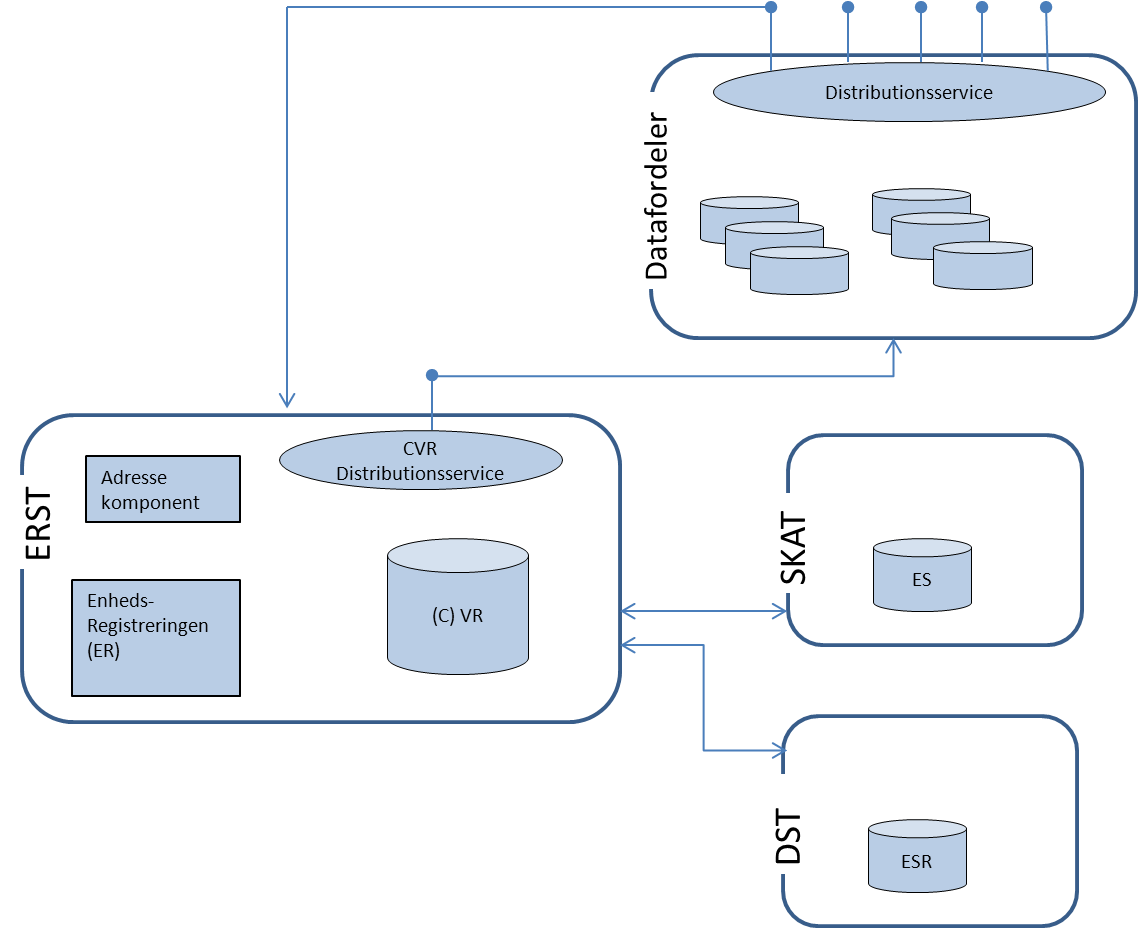 Distributionsservice
Datafordeler
CVR
Distributionsservice
ERST
Adresse
komponent
Enheds-
Registreringen
(ER)
(C) VR
SKAT
ES
DST
ESR